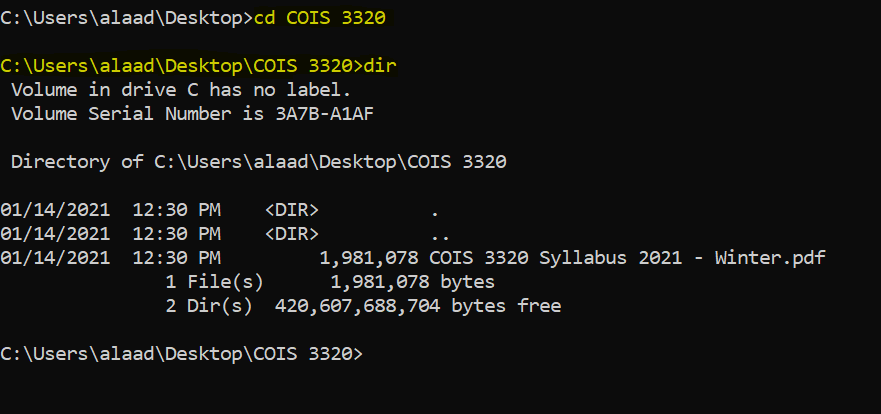 C:\Users\alaad\Desktop>cd COIS 3320
C:\Users\alaad\Desktop\COIS 3320>dir
 Volume in drive C has no label.
 Volume Serial Number is 3A7B-A1AF
 Directory of C:\Users\alaad\Desktop\COIS 3320
01/14/2021  12:30 PM    <DIR>          .
01/14/2021  12:30 PM    <DIR>          ..
01/14/2021  12:30 PM         1,981,078 COIS 3320 Syllabus 2021 - Winter.pdf
               1 File(s)      1,981,078 bytes
               2 Dir(s)  420,607,688,704 bytes free
C:\Users\alaad\Desktop\COIS 3320>